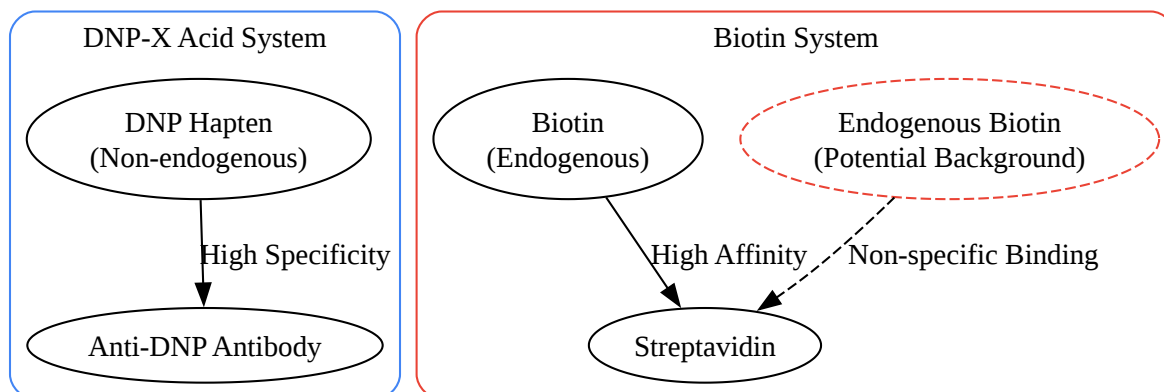 DNP-X Acid System
DNP Hapten
(Non-endogenous)
High Specificity
Anti-DNP Antibody
Biotin System
Biotin
(Endogenous)
Endogenous Biotin
(Potential Background)
High Affinity
Non-specific Binding
Streptavidin